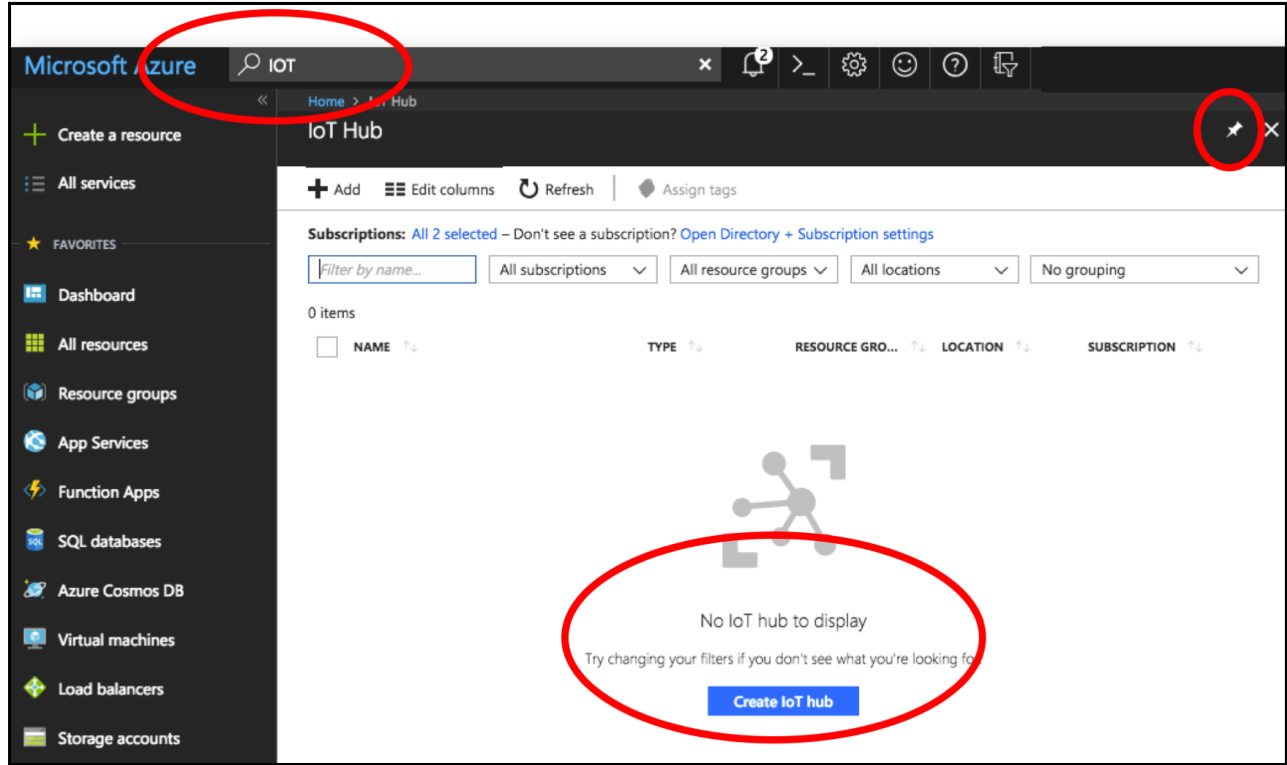 Microsoft Azure IOT × 2 >_ ?
« Home > IoT Hub
IoT Hub
Create a resource
All services
Add Edit columns Refresh Assign tags
Subscriptions: All 2 selected – Don't see a subscription? Open Directory + Subscription settings
FAVORITES
Filter by name... All subscriptions All resource groups All locations No grouping
Dashboard
0 items
All resources
NAME TYPE RESOURCE GRO... LOCATION SUBSCRIPTION
Resource groups
App Services
Function Apps
SQL databases
SQL
Azure Cosmos DB
No IoT hub to display
Virtual machines
Try changing your filters if you don't see what you're looking fo
Load balancers
Create IoT hub
Storage accounts